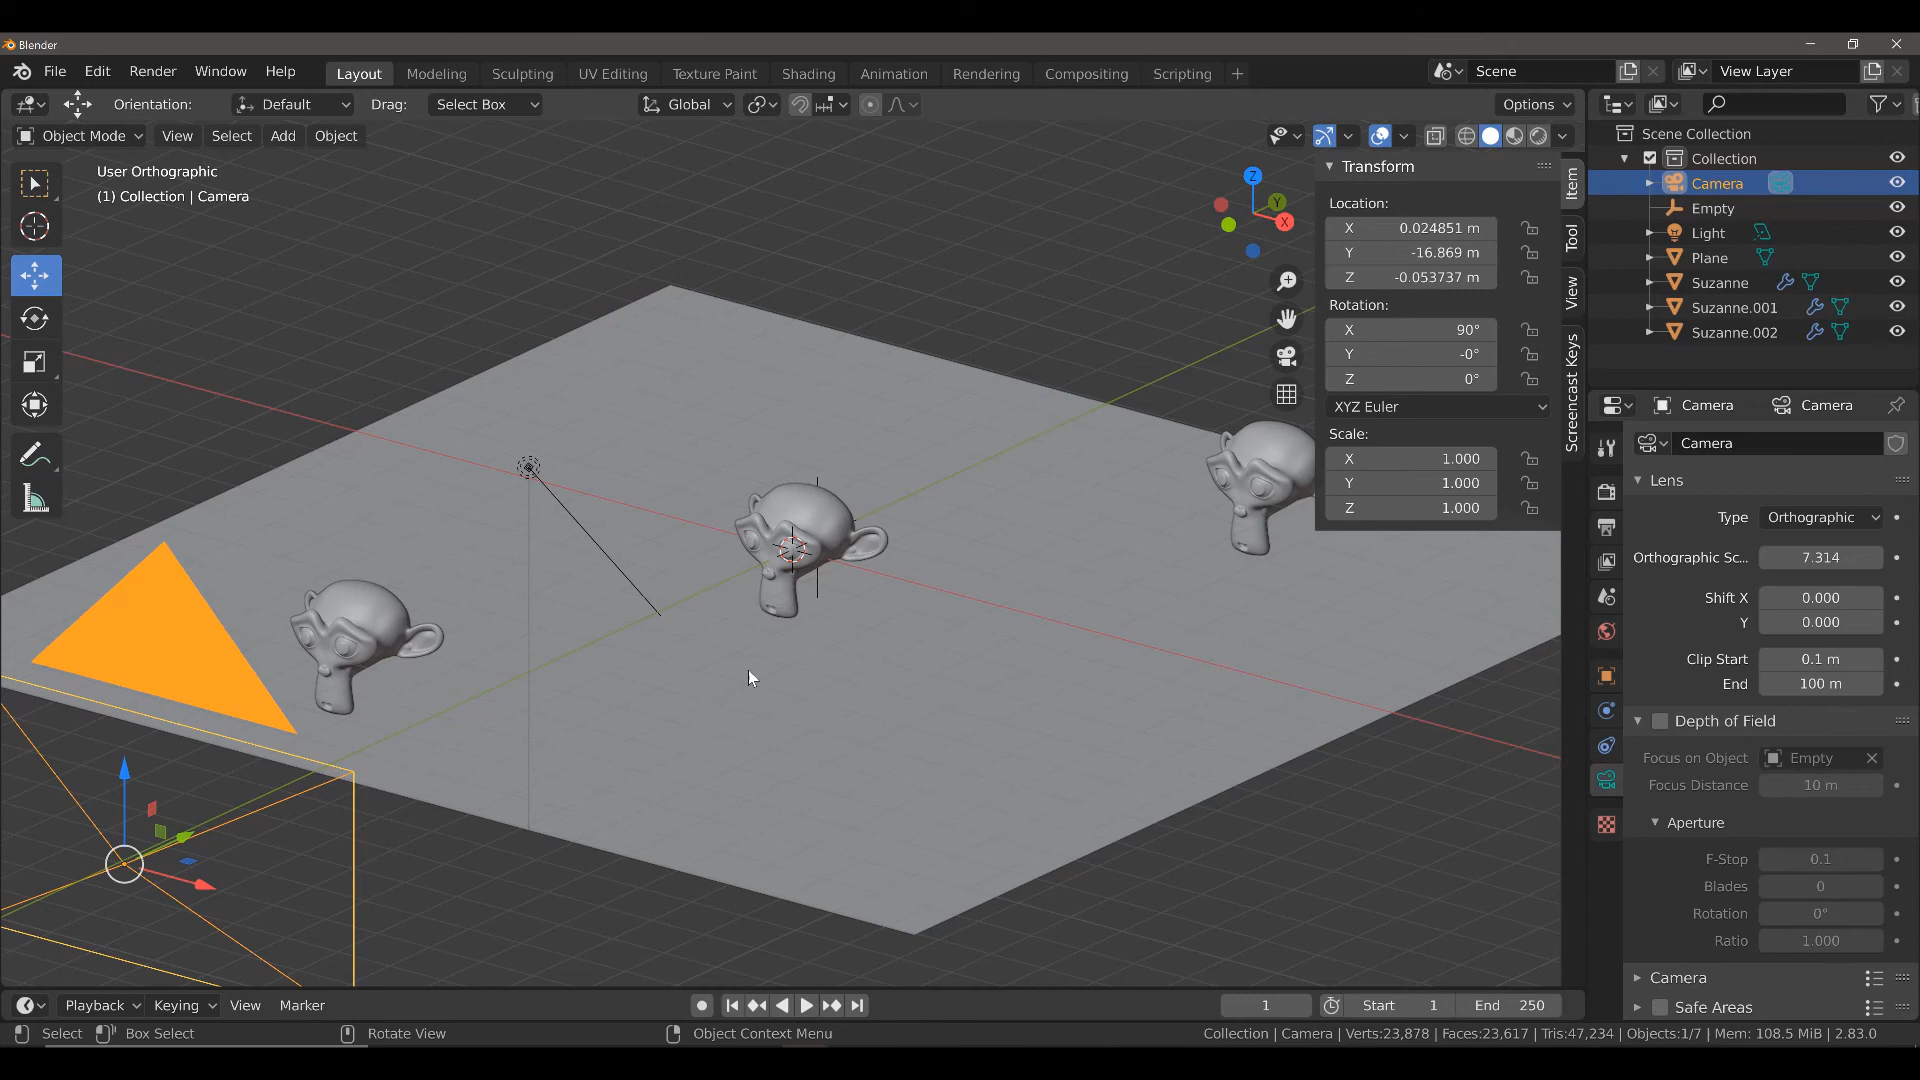 Blender
File Edit Render Window Help Layout Modeling Sculpting UV Editing Texture Paint Shading Animation Rendering Compositing Scripting + Scene View Layer
Orientation: Default Drag: Select Box Global Options
Object Mode View Select Add Object
User Orthographic
(1) Collection | Camera
Z
Y
X
Transform
Location:
X 0.024851 m
Y -16.869 m
Z -0.053737 m
Rotation:
X 90°
Y -0°
Z 0°
XYZ Euler
Scale:
X 1.000
Y 1.000
Z 1.000
Item
Tool
View
Screencast Keys
Scene Collection
Collection
Camera
Empty
Light
Plane
Suzanne
Suzanne.001
Suzanne.002
Camera Camera
Camera
Lens
Type Orthographic
Orthographic Sc... 7.314
Shift X 0.000
Y 0.000
Clip Start 0.1 m
End 100 m
Depth of Field
Focus on Object Empty
Focus Distance 10 m
Aperture
F-Stop 0.1
Blades 0
Rotation 0°
Ratio 1.000
Camera
Safe Areas
Playback Keying View Marker 1 Start 1 End 250
Select Box Select Rotate View Object Context Menu Collection | Camera | Verts:23,878 | Faces:23,617 | Tris:47,234 | Objects:1/7 | Mem: 108.5 MiB | 2.83.0